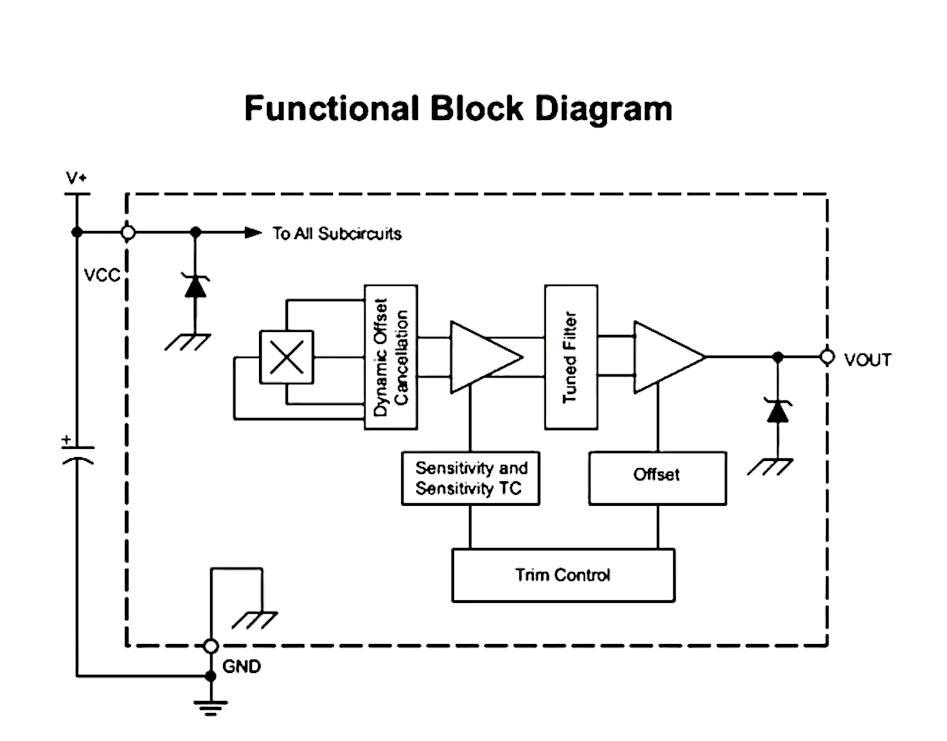 Functional Block Diagram
V+
To All Subcircuits
VCC
Dynamic Offset
Cancellation
Tuned Filter
VOUT
+
Sensitivity and
Sensitivity TC
Offset
Trim Control
GND